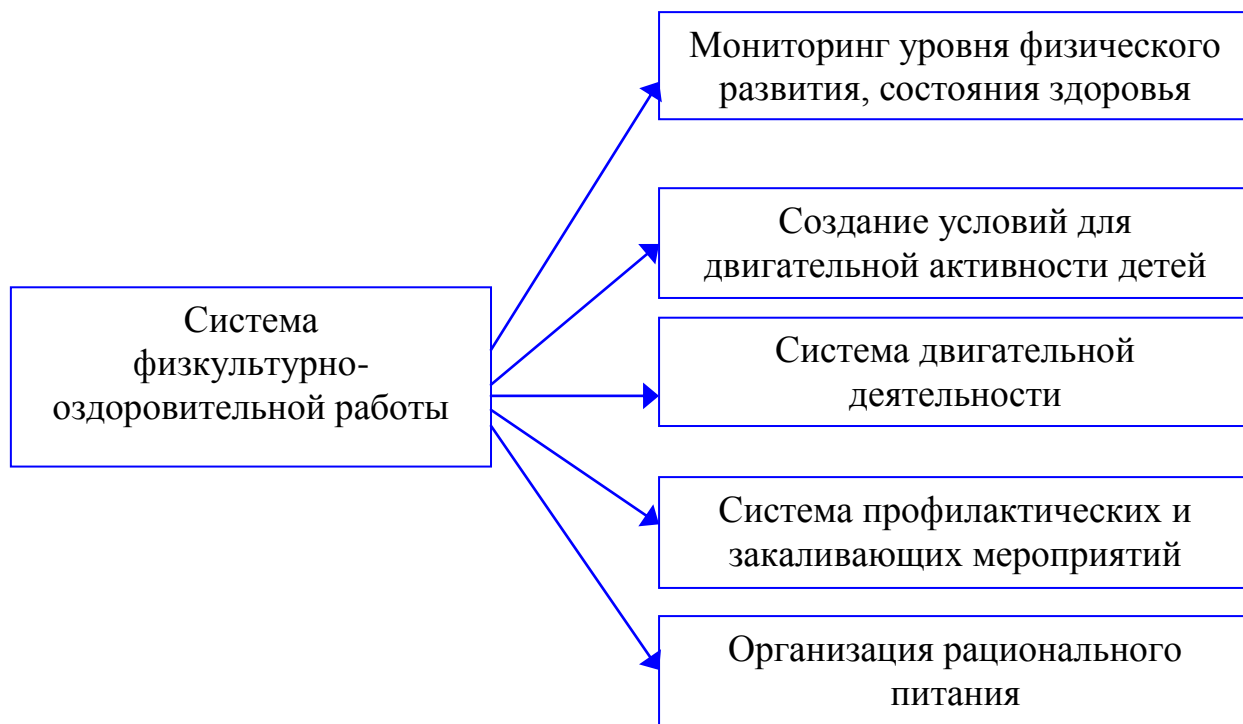 Мониторинг уровня физического
развития, состояния здоровья
Создание условий для
двигательной активности детей
Система
физкультурно-
оздоровительной работы
Система двигательной
деятельности
Система профилактических и
закаливающих мероприятий
Организация рационального
питания